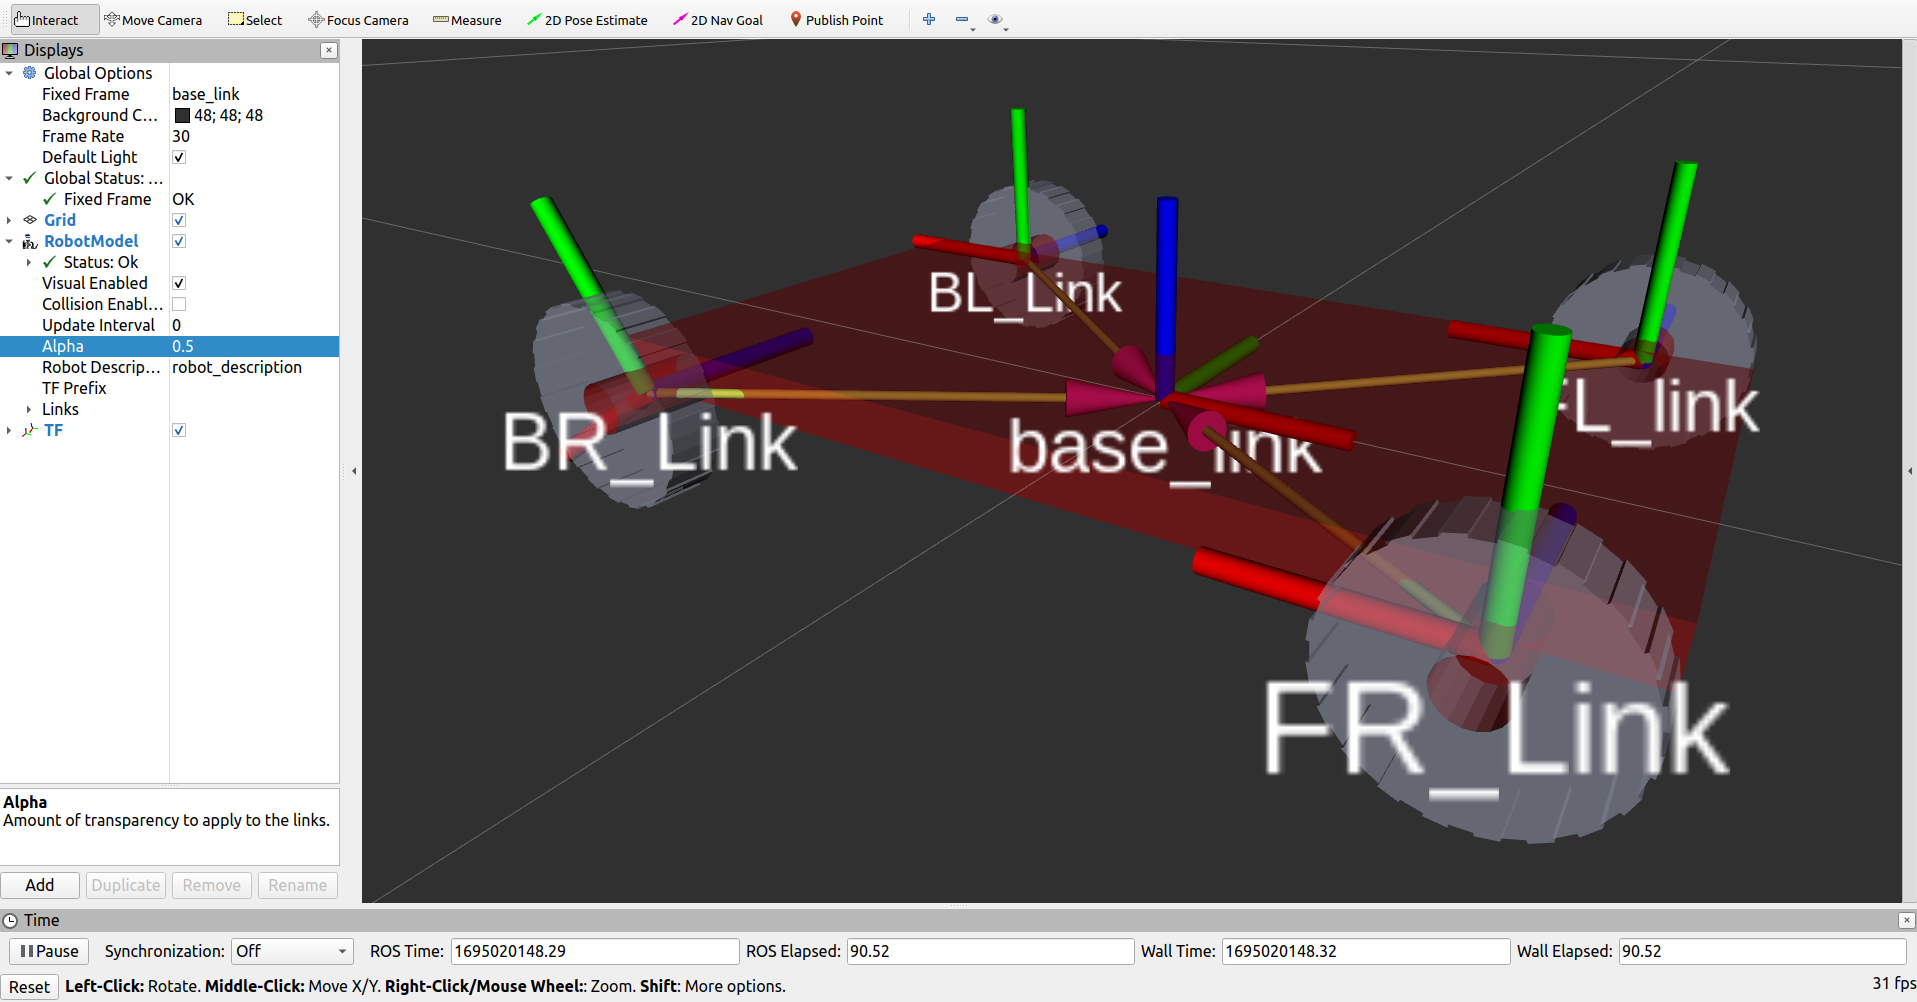 Interact Move Camera Select Focus Camera Measure 2D Pose Estimate 2D Nav Goal Publish Point
Displays
Global Options
Fixed Frame base_link
Background C... 48; 48; 48
Frame Rate 30
Default Light
Global Status: ...
Fixed Frame OK
Grid
RobotModel
Status: Ok
Visual Enabled
Collision Enabl...
Update Interval 0
Alpha 0.5
Robot Descrip... robot_description
TF Prefix
Links
TF
Alpha
Amount of transparency to apply to the links.
Add Duplicate Remove Rename
BL_Link
FL_link
BR_Link
base_link
FR_Link
Time
Pause Synchronization: Off ROS Time: 1695020148.29 ROS Elapsed: 90.52 Wall Time: 1695020148.32 Wall Elapsed: 90.52
Reset Left-Click: Rotate. Middle-Click: Move X/Y. Right-Click/Mouse Wheel:: Zoom. Shift: More options. 31 fps